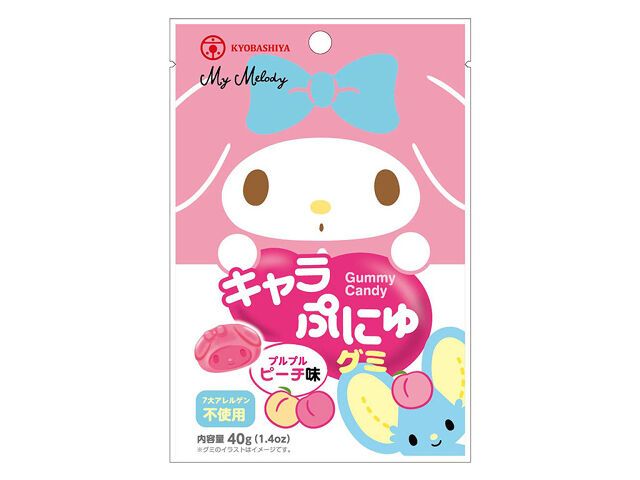 KYOBASHIYA
My Melody
キャラ
Gummy
Candy
ぷにゅ
グミ
プルプル
ピーチ味
7大アレルゲン
不使用
内容量 40g (1.4oz)
※グミのイラストはイメージです。